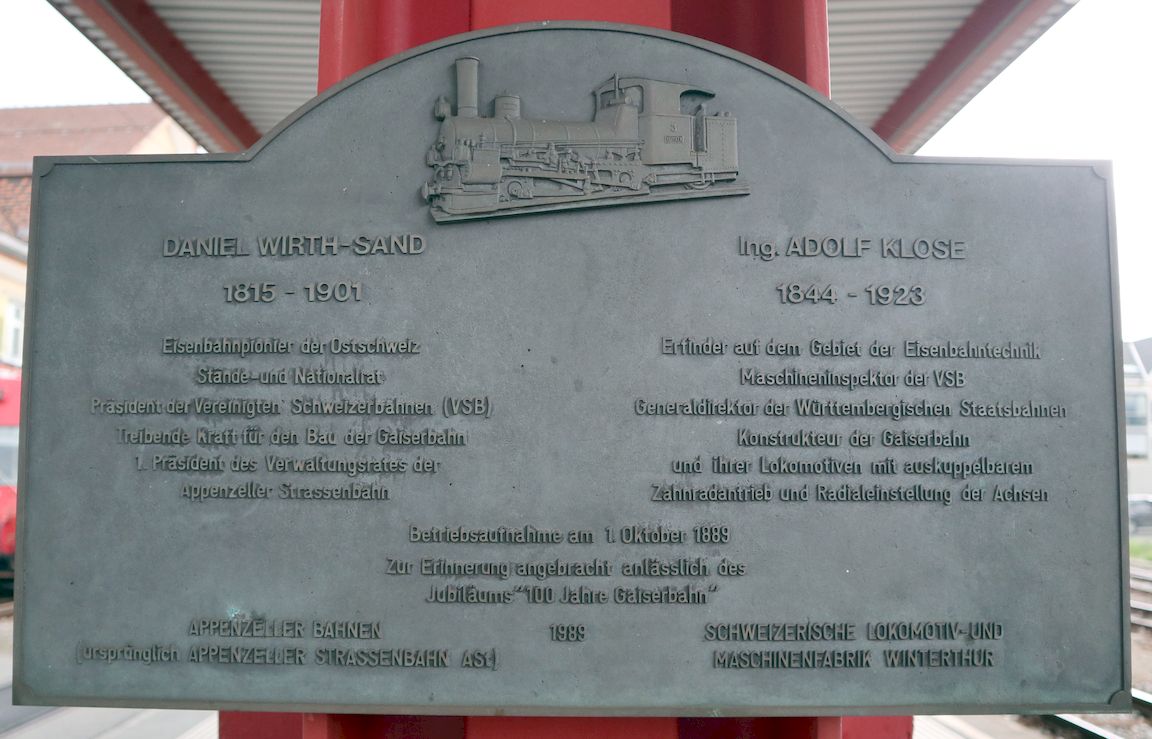 DANIEL WIRTH-SAND
1815 - 1901
Eisenbahnpionier der Ostschweiz
Stände- und Nationalrat
Präsident der Vereinigten Schweizerbahnen (VSB)
Treibende Kraft für den Bau der Gaiserbahn
1. Präsident des Verwaltungsrates der
Appenzeller Strassenbahn
Ing. ADOLF KLOSE
1844 - 1923
Erfinder auf dem Gebiet der Eisenbahntechnik
Maschineninspektor der VSB
Generaldirektor der Württembergischen Staatsbahnen
Konstrukteur der Gaiserbahn
und ihrer Lokomotiven mit auskuppelbarem
Zahnradantrieb und Radialeinstellung der Achsen
Betriebsaufnahme am 1. Oktober 1889
Zur Erinnerung angebracht anlässlich des
Jubiläums "100 Jahre Gaiserbahn"
APPENZELLER BAHNEN
(ursprünglich APPENZELLER STRASSENBAHN ASt)
1989
SCHWEIZERISCHE LOKOMOTIV-UND
MASCHINENFABRIK WINTERTHUR